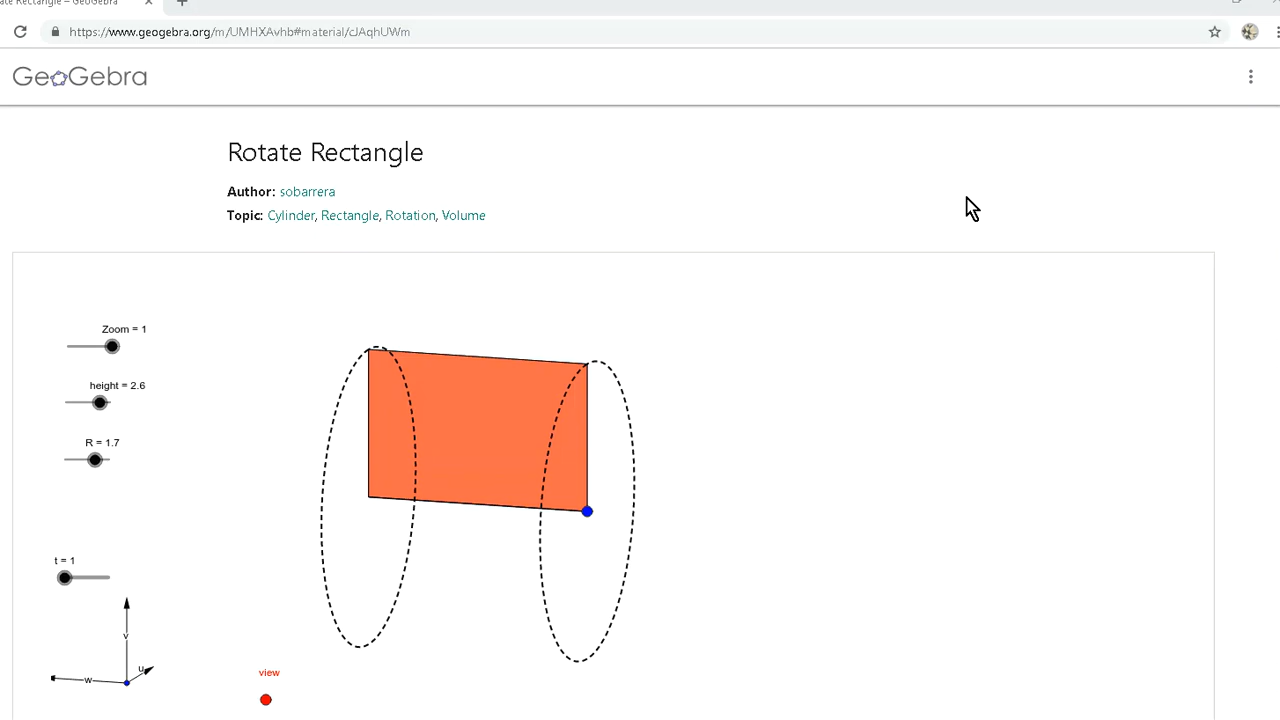 ate Rectangle – GeoGebra
https://www.geogebra.org/m/UMHXAvhb#material/cJAqhUWm
GeoGebra
Rotate Rectangle
Author: sobarrera
Topic: Cylinder, Rectangle, Rotation, Volume
Zoom = 1
height = 2.6
R = 1.7
t = 1
v
u
w
view